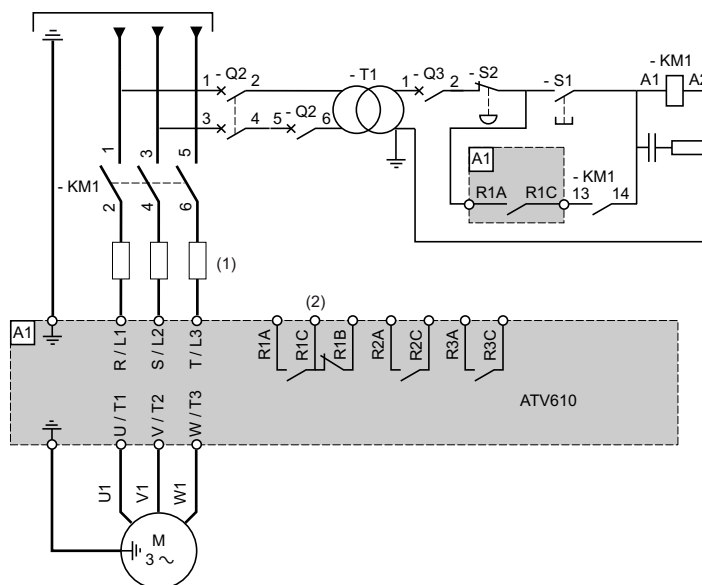 1 - Q2 2
- T1
1 - Q3 2
- S2
- S1
- KM1
A1 A2
3 4 5 - Q2 6
A1
R1A R1C
- KM1
13 14
1 3 5
- KM1
2 4 6
(1)
(2)
A1
R / L1
S / L2
T / L3
R1A
R1C
R1B
R2A
R2C
R3A
R3C
U / T1
V / T2
W / T3
ATV610
U1
V1
W1
M
3 ~